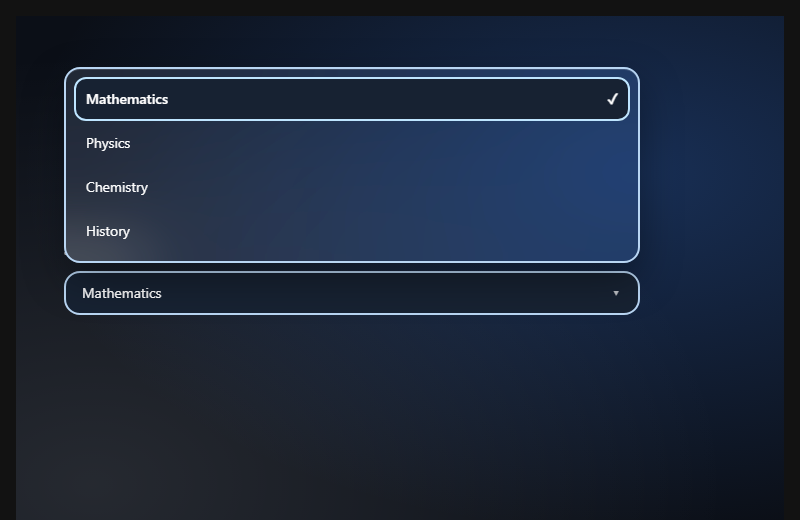 Mathematics ✓
Physics
Chemistry
History
Mathematics